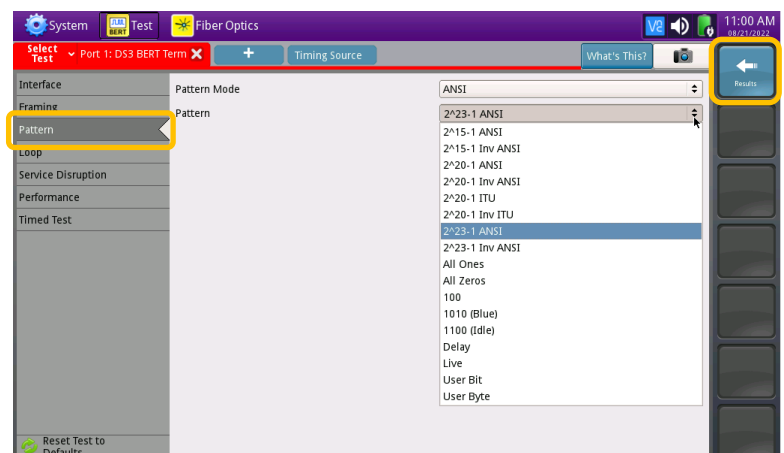 System Test Fiber Optics 11:00 AM
08/21/2022
Select Test Port 1: DS3 BERT Term + Timing Source What's This?
Results
Interface
Framing
Pattern
Loop
Service Disruption
Performance
Timed Test
Reset Test to
Defaults
Pattern Mode ANSI
Pattern 2^23-1 ANSI
2^15-1 ANSI
2^15-1 Inv ANSI
2^20-1 ANSI
2^20-1 Inv ANSI
2^20-1 ITU
2^20-1 Inv ITU
2^23-1 ANSI
2^23-1 Inv ANSI
All Ones
All Zeros
100
1010 (Blue)
1100 (Idle)
Delay
Live
User Bit
User Byte